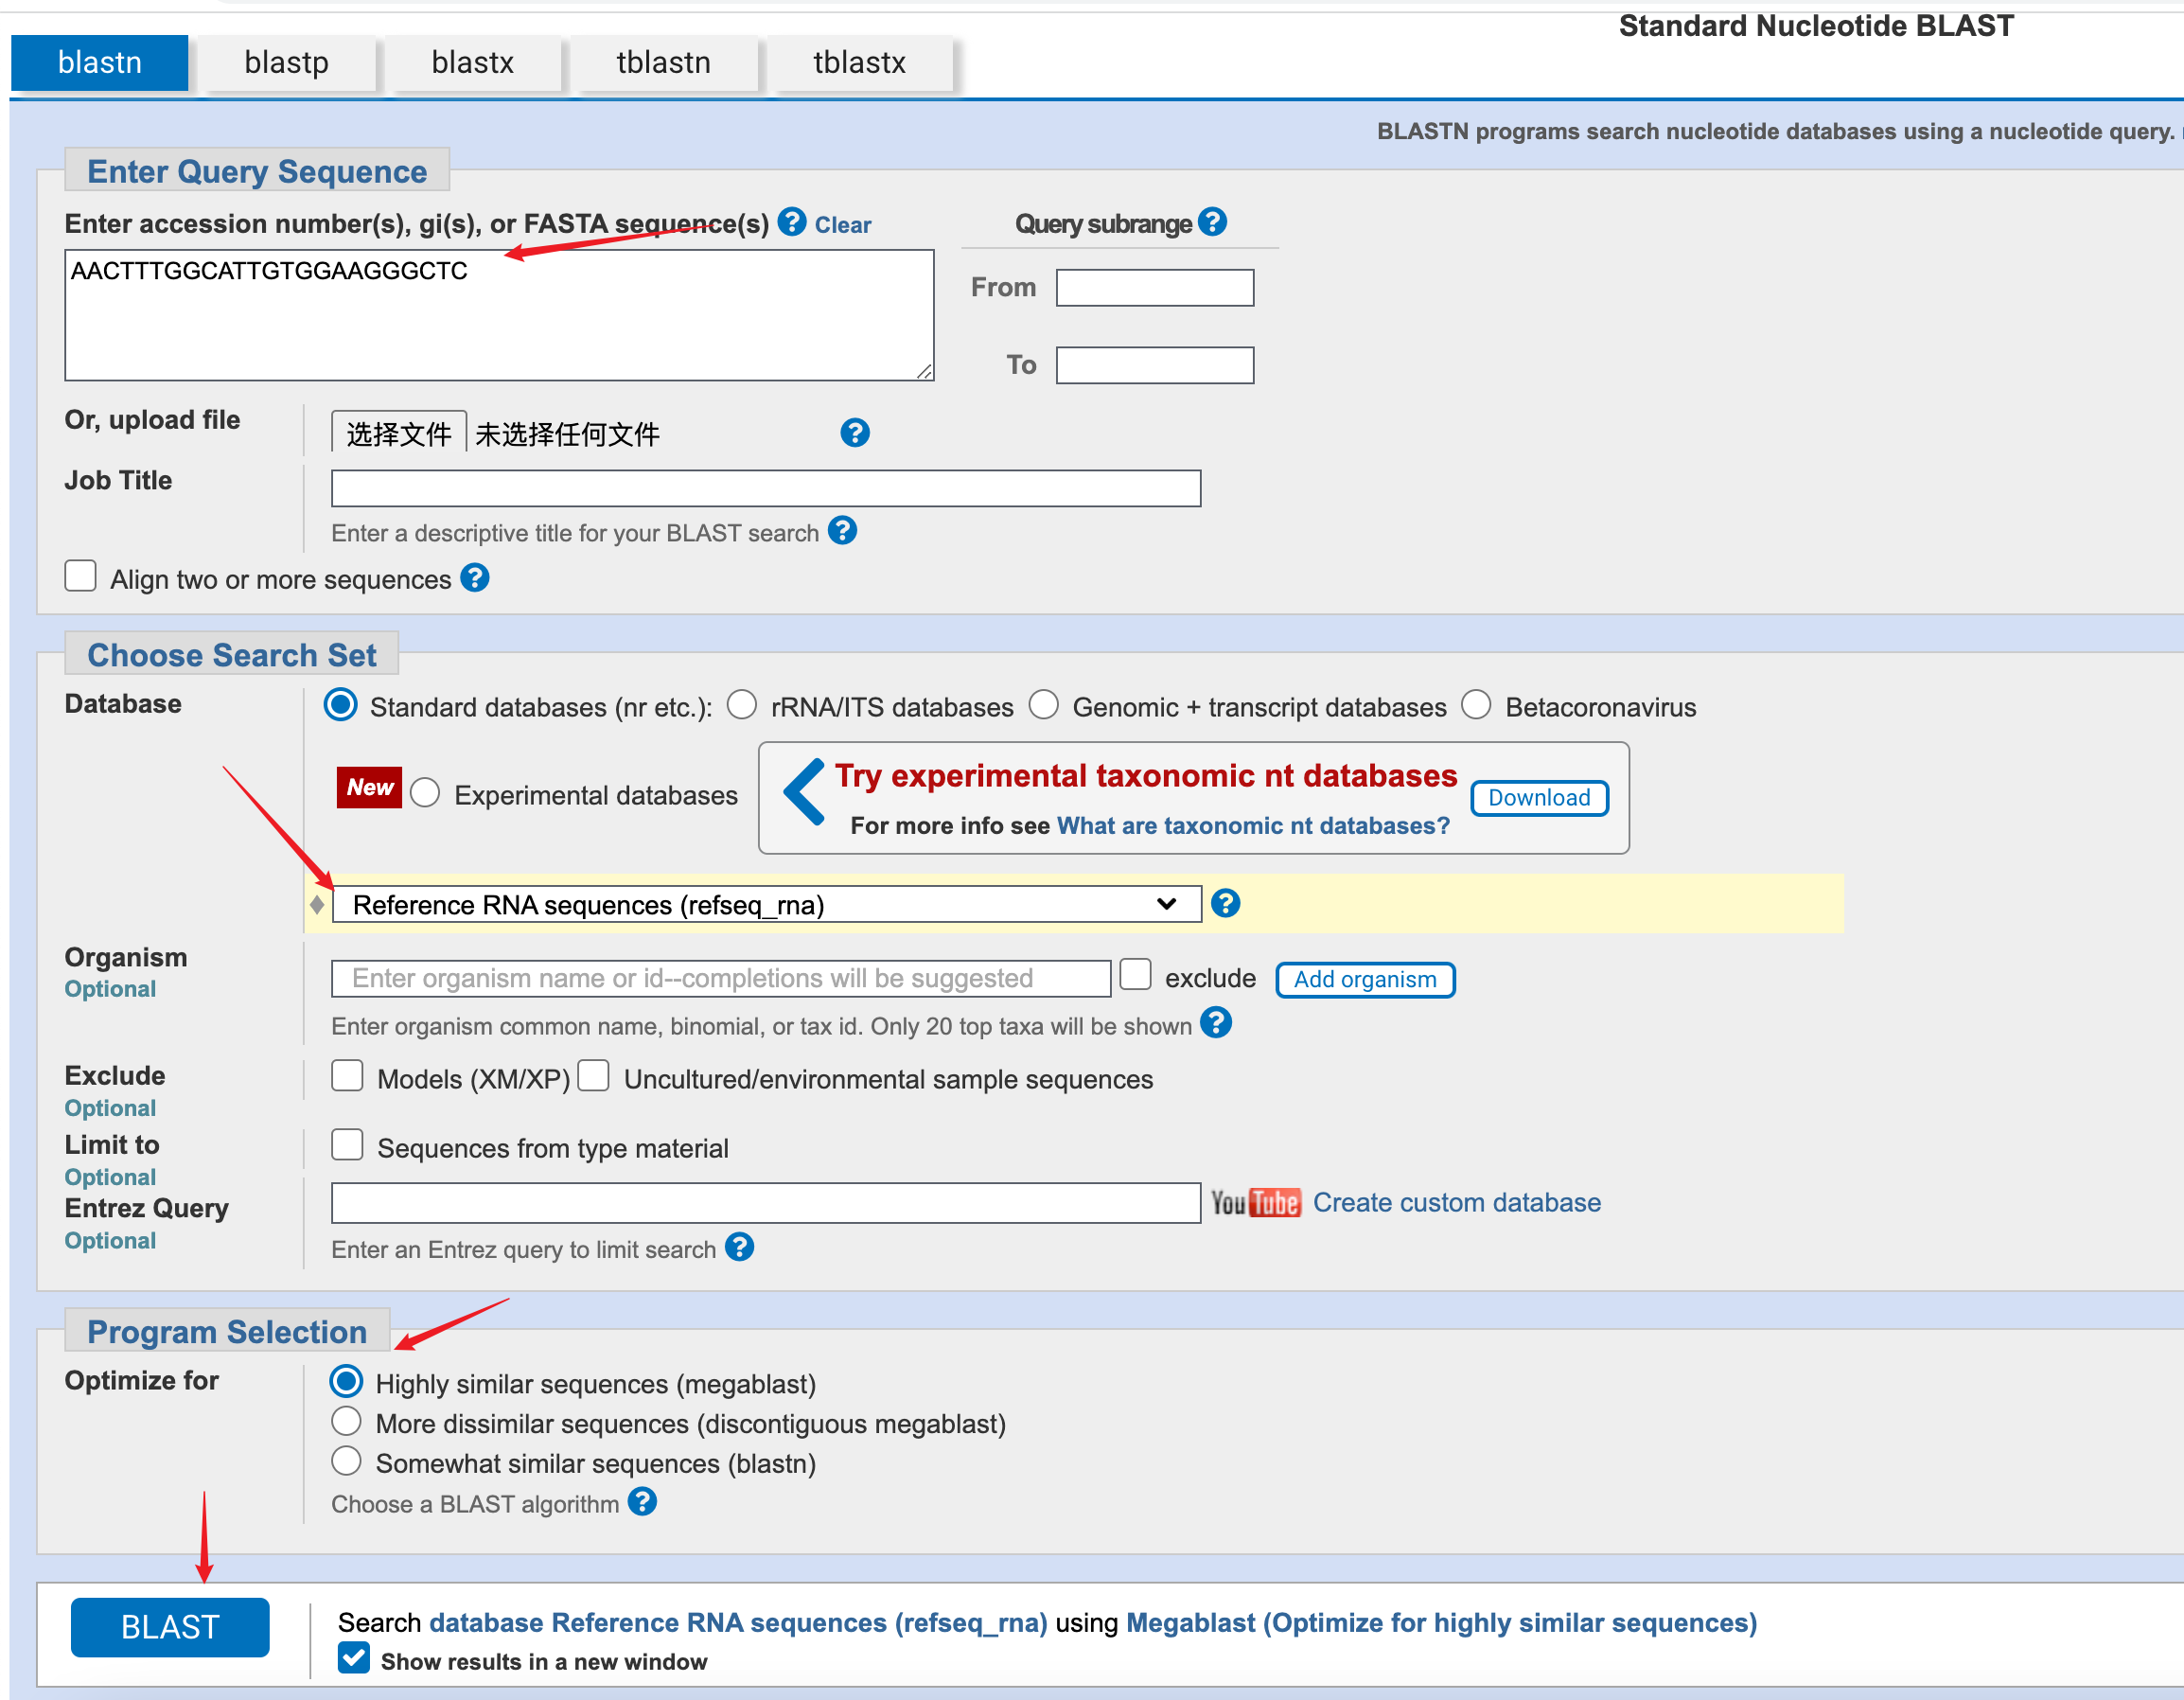 Standard Nucleotide BLAST
blastn blastp blastx tblastn tblastx
BLASTN programs search nucleotide databases using a nucleotide query.
Enter Query Sequence
Enter accession number(s), gi(s), or FASTA sequence(s) ? Clear
Query subrange ?
AACTTTGGCATTGTGGAAGGGCTC
From
To
Or, upload file 选择文件 未选择任何文件 ?
Job Title
Enter a descriptive title for your BLAST search ?
Align two or more sequences ?
Choose Search Set
Database Standard databases (nr etc.): rRNA/ITS databases Genomic + transcript databases Betacoronavirus
New Experimental databases
Try experimental taxonomic nt databases
For more info see What are taxonomic nt databases?
Download
Reference RNA sequences (refseq_rna) ?
Organism
Optional
Enter organism name or id--completions will be suggested exclude Add organism
Enter organism common name, binomial, or tax id. Only 20 top taxa will be shown ?
Exclude
Optional
Models (XM/XP) Uncultured/environmental sample sequences
Limit to
Optional
Sequences from type material
Entrez Query
Optional
YouTube Create custom database
Enter an Entrez query to limit search ?
Program Selection
Optimize for Highly similar sequences (megablast)
More dissimilar sequences (discontiguous megablast)
Somewhat similar sequences (blastn)
Choose a BLAST algorithm ?
BLAST
Search database Reference RNA sequences (refseq_rna) using Megablast (Optimize for highly similar sequences)
Show results in a new window